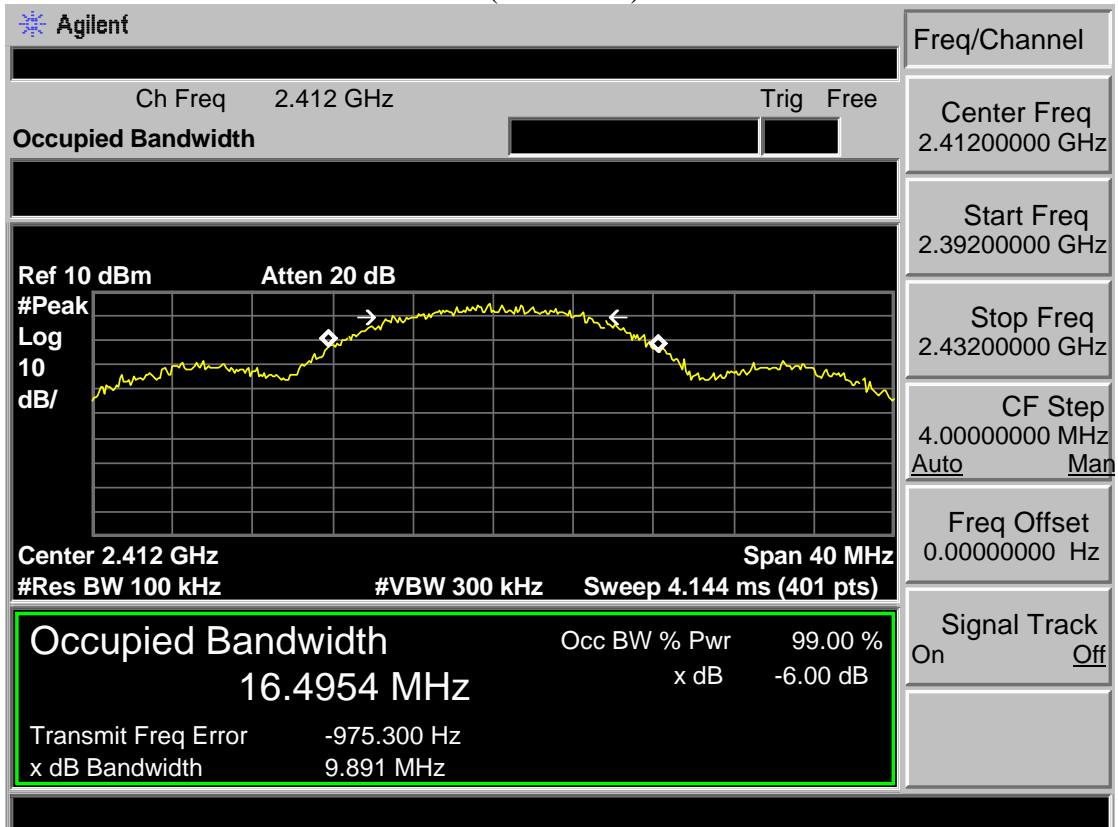 Agilent
Freq/Channel
Ch Freq 2.412 GHz Trig Free
Occupied Bandwidth
Center Freq
2.41200000 GHz
Start Freq
2.39200000 GHz
Stop Freq
2.43200000 GHz
CF Step
4.00000000 MHz
Auto Man
Freq Offset
0.00000000 Hz
Signal Track
On Off
Ref 10 dBm Atten 20 dB
#Peak
Log
10
dB/
Center 2.412 GHz Span 40 MHz
#Res BW 100 kHz #VBW 300 kHz Sweep 4.144 ms (401 pts)
Occupied Bandwidth Occ BW % Pwr 99.00 %
16.4954 MHz x dB -6.00 dB
Transmit Freq Error -975.300 Hz
x dB Bandwidth 9.891 MHz